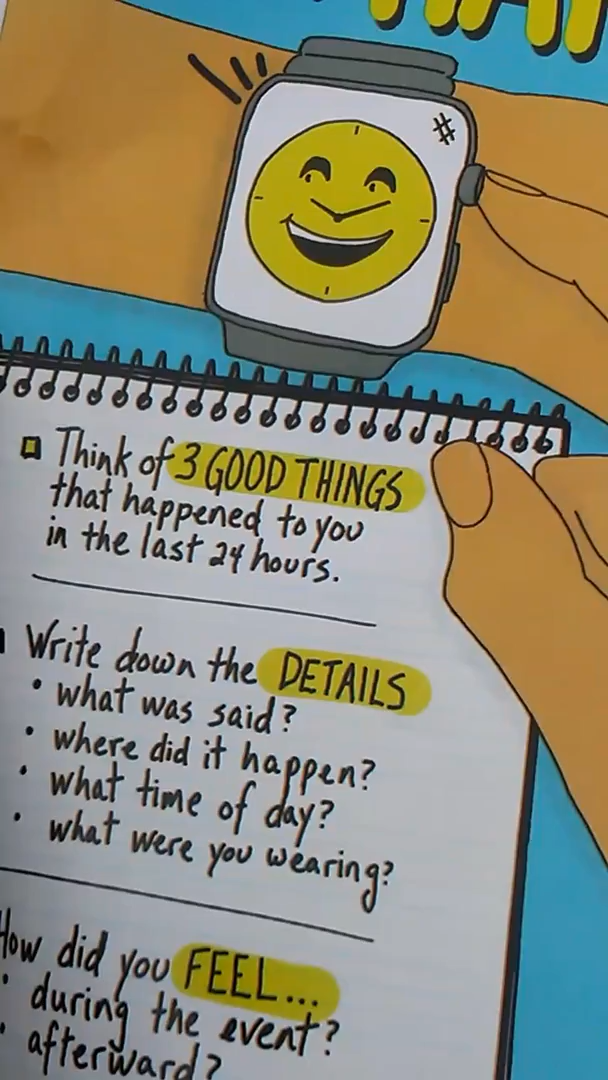 Think of 3 GOOD THINGS
that happened to you
in the last 24 hours.
Write down the DETAILS
• what was said?
• where did it happen?
• what time of day?
• what were you wearing?
How did you FEEL...
• during the event?
• afterward?